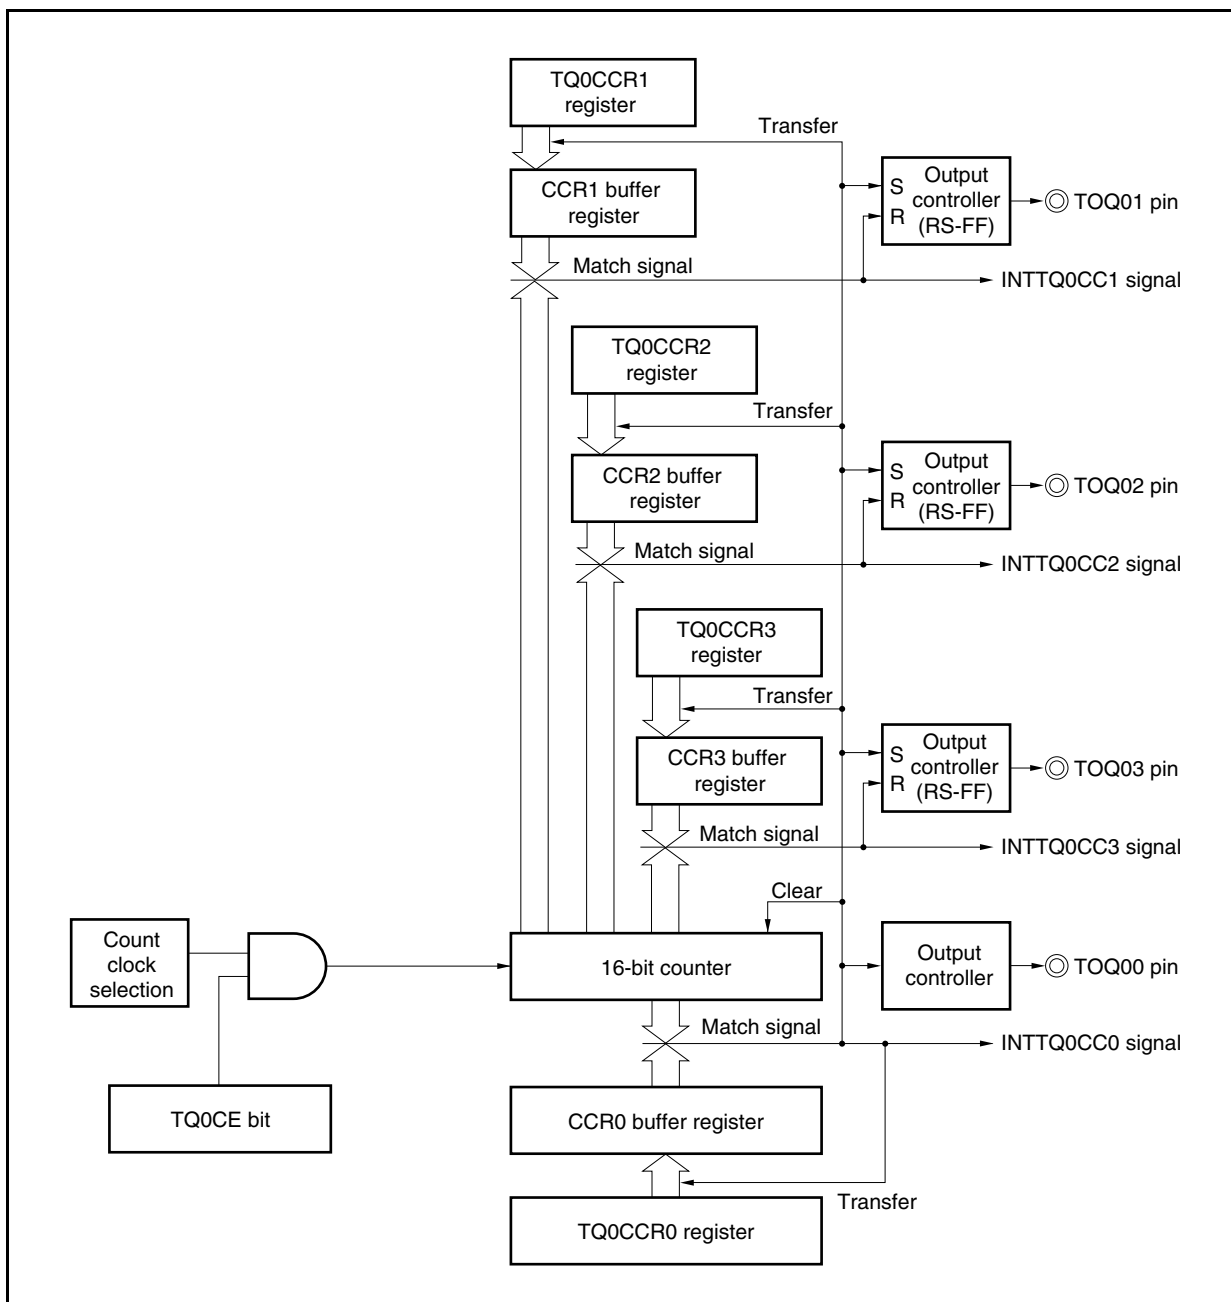 TQ0CCR1
register
Transfer
CCR1 buffer
register
S
R
Output
controller
(RS-FF)
TOQ01 pin
Match signal
INTTQ0CC1 signal
TQ0CCR2
register
Transfer
CCR2 buffer
register
S
R
Output
controller
(RS-FF)
TOQ02 pin
Match signal
INTTQ0CC2 signal
TQ0CCR3
register
Transfer
CCR3 buffer
register
S
R
Output
controller
(RS-FF)
TOQ03 pin
Match signal
INTTQ0CC3 signal
Clear
Count
clock
selection
16-bit counter
Output
controller
TOQ00 pin
Match signal
INTTQ0CC0 signal
TQ0CE bit
CCR0 buffer register
Transfer
TQ0CCR0 register